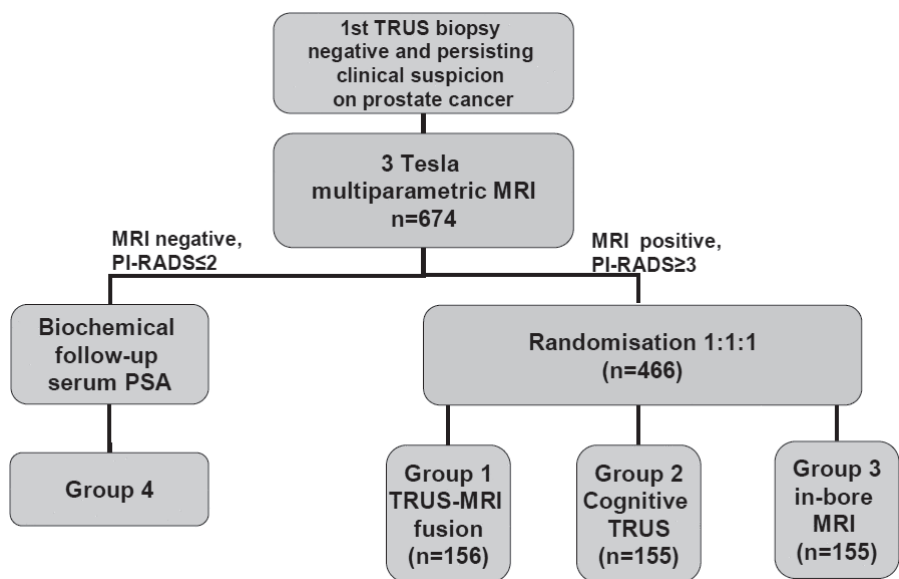 1st TRUS biopsy
negative and persisting
clinical suspicion
on prostate cancer
3 Tesla
multiparametric MRI
n=674
MRI negative,
PI-RADS≤2
MRI positive,
PI-RADS≥3
Biochemical
follow-up
serum PSA
Randomisation 1:1:1
(n=466)
Group 4
Group 1
TRUS-MRI
fusion
(n=156)
Group 2
Cognitive
TRUS
(n=155)
Group 3
in-bore
MRI
(n=155)